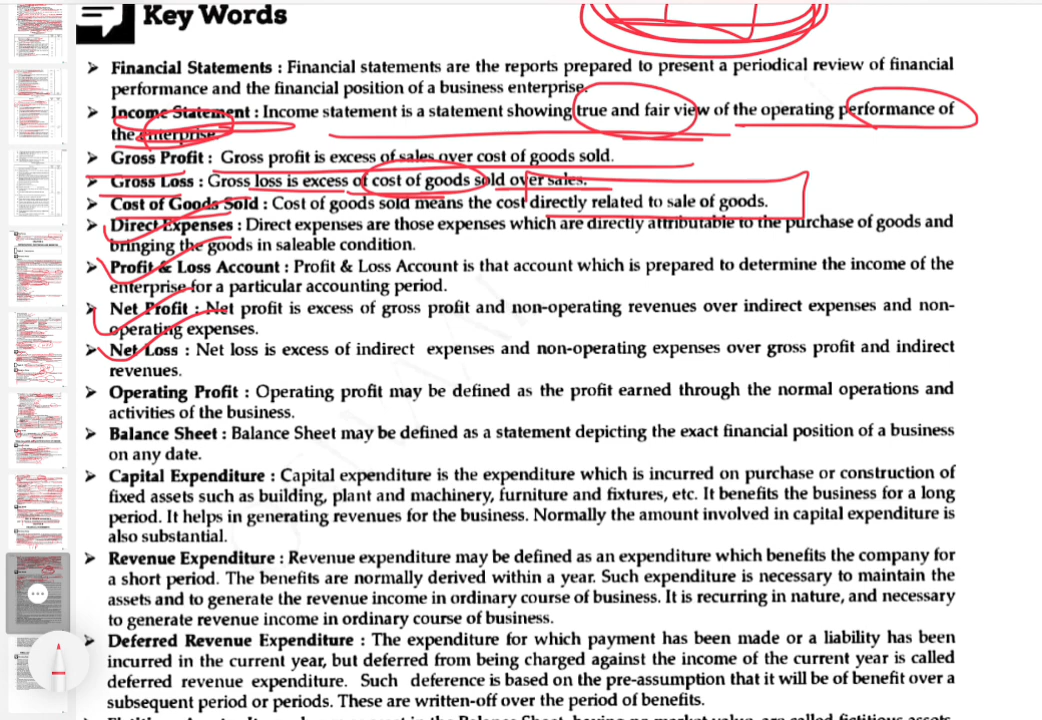 Key Words
➤ Financial Statements : Financial statements are the reports prepared to present a periodical review of financial
performance and the financial position of a business enterprise.
➤ Income Statement : Income statement is a statement showing true and fair view of the operating performance of
the enterprise.
➤ Gross Profit : Gross profit is excess of sales over cost of goods sold.
➤ Gross Loss : Gross loss is excess of cost of goods sold over sales.
➤ Cost of Goods Sold : Cost of goods sold means the cost directly related to sale of goods.
➤ Direct Expenses : Direct expenses are those expenses which are directly attributable to the purchase of goods and
bringing the goods in saleable condition.
➤ Profit & Loss Account : Profit & Loss Account is that account which is prepared to determine the income of the
enterprise for a particular accounting period.
➤ Net Profit : Net profit is excess of gross profit and non-operating revenues over indirect expenses and non-
operating expenses.
➤ Net Loss : Net loss is excess of indirect expenses and non-operating expenses over gross profit and indirect
revenues.
➤ Operating Profit : Operating profit may be defined as the profit earned through the normal operations and
activities of the business.
➤ Balance Sheet : Balance Sheet may be defined as a statement depicting the exact financial position of a business
on any date.
➤ Capital Expenditure : Capital expenditure is the expenditure which is incurred on purchase or construction of
fixed assets such as building, plant and machinery, furniture and fixtures, etc. It benefits the business for a long
period. It helps in generating revenues for the business. Normally the amount involved in capital expenditure is
also substantial.
➤ Revenue Expenditure : Revenue expenditure may be defined as an expenditure which benefits the company for
a short period. The benefits are normally derived within a year. Such expenditure is necessary to maintain the
assets and to generate the revenue income in ordinary course of business. It is recurring in nature, and necessary
to generate revenue income in ordinary course of business.
➤ Deferred Revenue Expenditure : The expenditure for which payment has been made or a liability has been
incurred in the current year, but deferred from being charged against the income of the current year is called
deferred revenue expenditure. Such deference is based on the pre-assumption that it will be of benefit over a
subsequent period or periods. These are written-off over the period of benefits.